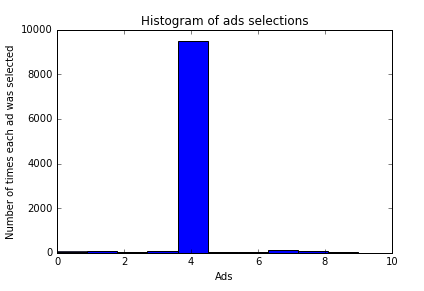 Histogram of ads selections
Number of times each ad was selected
10000
8000
6000
4000
2000
0
0 2 4 6 8 10
Ads